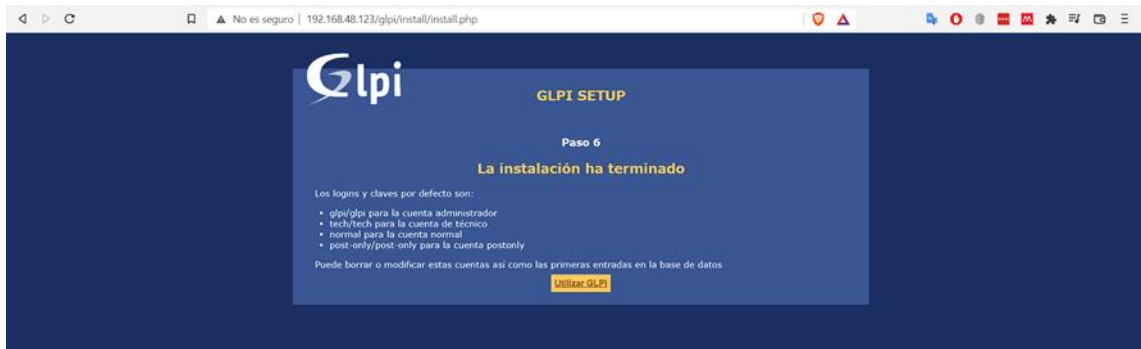 No es seguro | 192.168.48.123/glpi/install/install.php
Glpi
GLPI SETUP
Paso 6
La instalación ha terminado
Los logins y claves por defecto son:
• glpi/glpi para la cuenta administrador
• tech/tech para la cuenta de técnico
• normal para la cuenta normal
• post-only/post-only para la cuenta postonly
Puede borrar o modificar estas cuentas asi como las primeras entradas en la base de datos
Utilizar GLPI